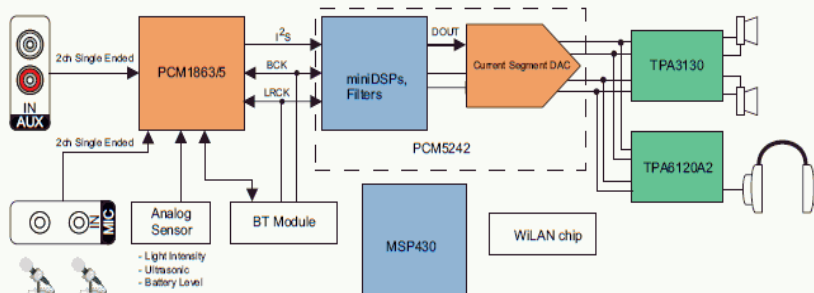 IN
AUX
2ch Single Ended
PCM1863/5
I²S
BCK
LRCK
miniDSPs,
Filters
DOUT
Current Segment DAC
PCM5242
TPA3130
TPA6120A2
2ch Single Ended
IN
MIC
Analog
Sensor
- Light Intensity
- Ultrasonic
- Battery Level
BT Module
MSP430
WiLAN chip